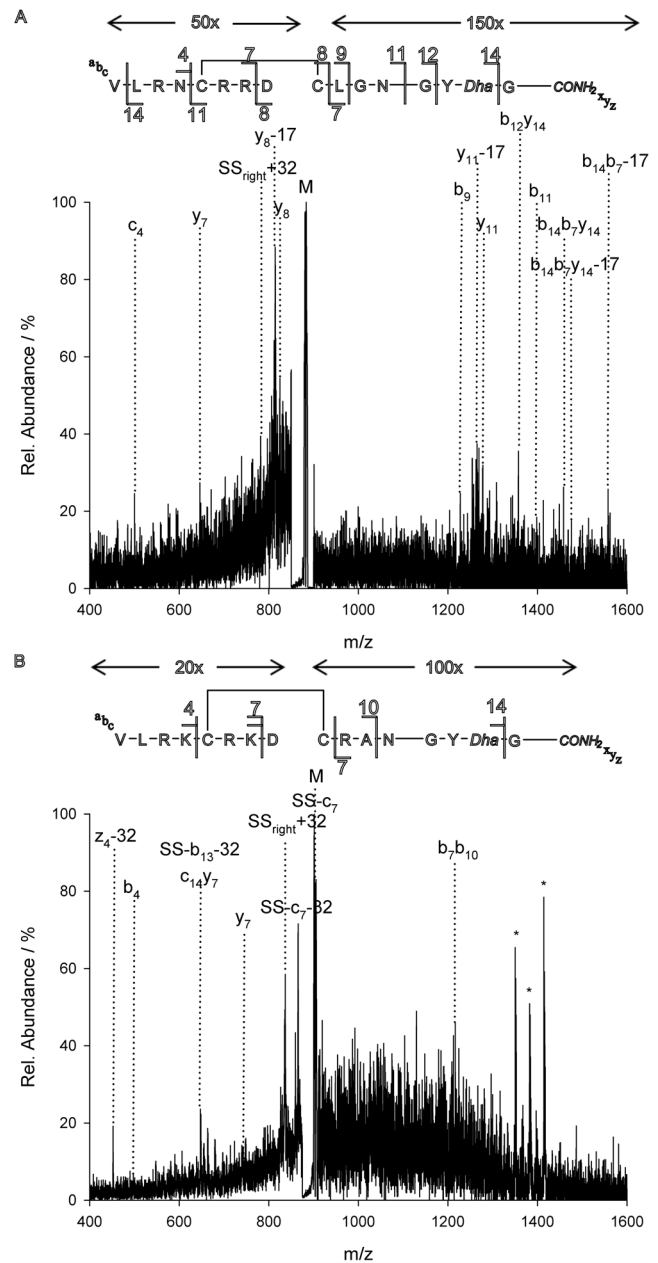 A
50x
150x
4 7 8 9 11 12 14
a b c
V-L-R-N-C-R-R-D C-L-G-N-G-Y-Dha-G-CONH2 x y z
14 11 8 7
b12y14
y8-17
y11-17
b14b7-17
SSright+32
M
b9
b11
c4
y7
y8
y11
b14b7y14
b14b7y14-17
100
80
60
40
20
0
Rel. Abundance / %
400 600 800 1000 1200 1400 1600
m/z
B
20x
100x
4 7 10 14
a b c
V-L-R-K-C-R-K-D C-R-A-N-G-Y-Dha-G-CONH2 x y z
7
M
SS-c7
SSright+32
z4-32
SS-b13-32
b7b10
b4
c14y7
y7
SS-c7-32
* * *
100
80
60
40
20
0
Rel. Abundance / %
400 600 800 1000 1200 1400 1600
m/z